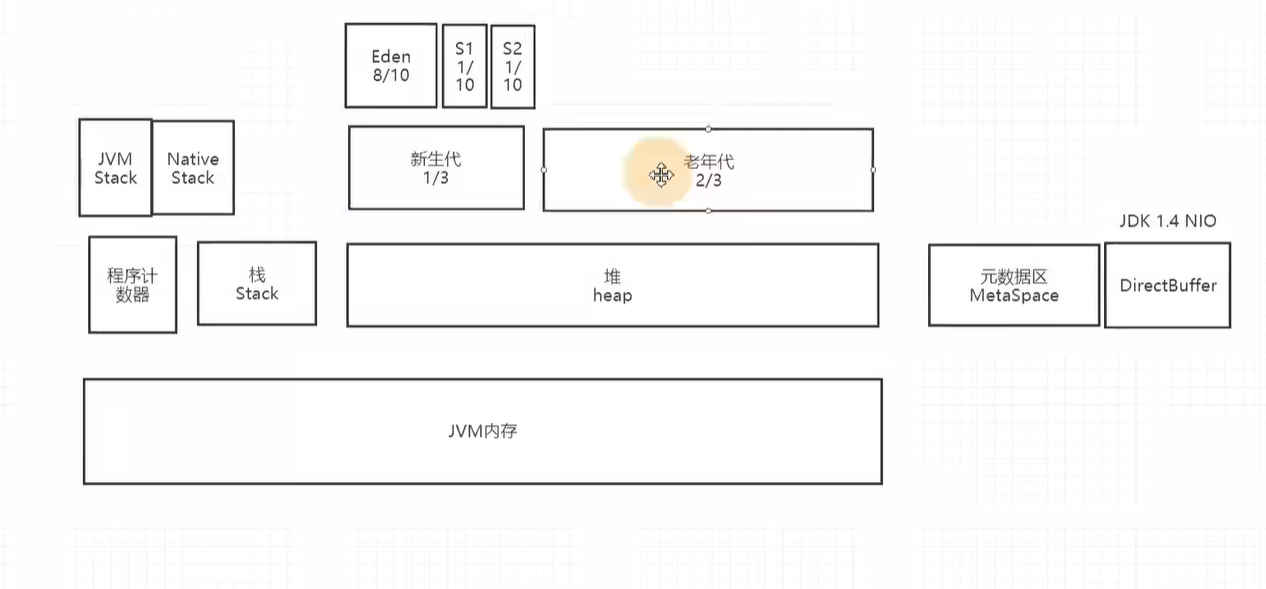 Eden
8/10
S1
1/
10
S2
1/
10
JVM
Stack
Native
Stack
新生代
1/3
老年代
2/3
JDK 1.4 NIO
程序计
数器
栈
Stack
堆
heap
元数据区
MetaSpace
DirectBuffer
JVM内存